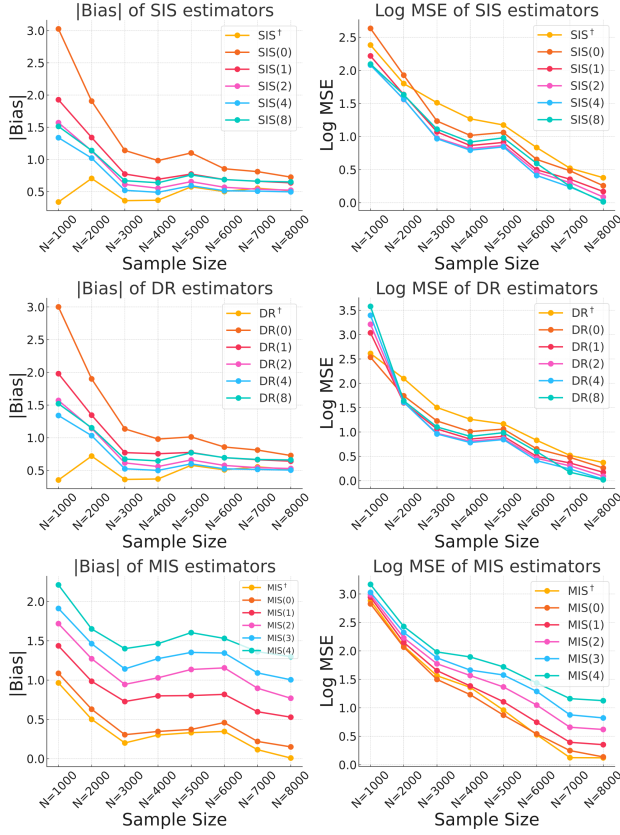 |Bias| of SIS estimators
|Bias|
3.0
2.5
2.0
1.5
1.0
0.5
SIS†
SIS(0)
SIS(1)
SIS(2)
SIS(4)
SIS(8)
N=1000
N=2000
N=3000
N=4000
N=5000
N=6000
N=7000
N=8000
Sample Size
Log MSE of SIS estimators
Log MSE
2.5
2.0
1.5
1.0
0.5
0.0
SIS†
SIS(0)
SIS(1)
SIS(2)
SIS(4)
SIS(8)
N=1000
N=2000
N=3000
N=4000
N=5000
N=6000
N=7000
N=8000
Sample Size
|Bias| of DR estimators
|Bias|
3.0
2.5
2.0
1.5
1.0
0.5
DR†
DR(0)
DR(1)
DR(2)
DR(4)
DR(8)
N=1000
N=2000
N=3000
N=4000
N=5000
N=6000
N=7000
N=8000
Sample Size
Log MSE of DR estimators
Log MSE
3.5
3.0
2.5
2.0
1.5
1.0
0.5
0.0
DR†
DR(0)
DR(1)
DR(2)
DR(4)
DR(8)
N=1000
N=2000
N=3000
N=4000
N=5000
N=6000
N=7000
N=8000
Sample Size
|Bias| of MIS estimators
|Bias|
2.0
1.5
1.0
0.5
0.0
MIS†
MIS(0)
MIS(1)
MIS(2)
MIS(3)
MIS(4)
N=1000
N=2000
N=3000
N=4000
N=5000
N=6000
N=7000
N=8000
Sample Size
Log MSE of MIS estimators
Log MSE
3.0
2.5
2.0
1.5
1.0
0.5
0.0
MIS†
MIS(0)
MIS(1)
MIS(2)
MIS(3)
MIS(4)
N=1000
N=2000
N=3000
N=4000
N=5000
N=6000
N=7000
N=8000
Sample Size